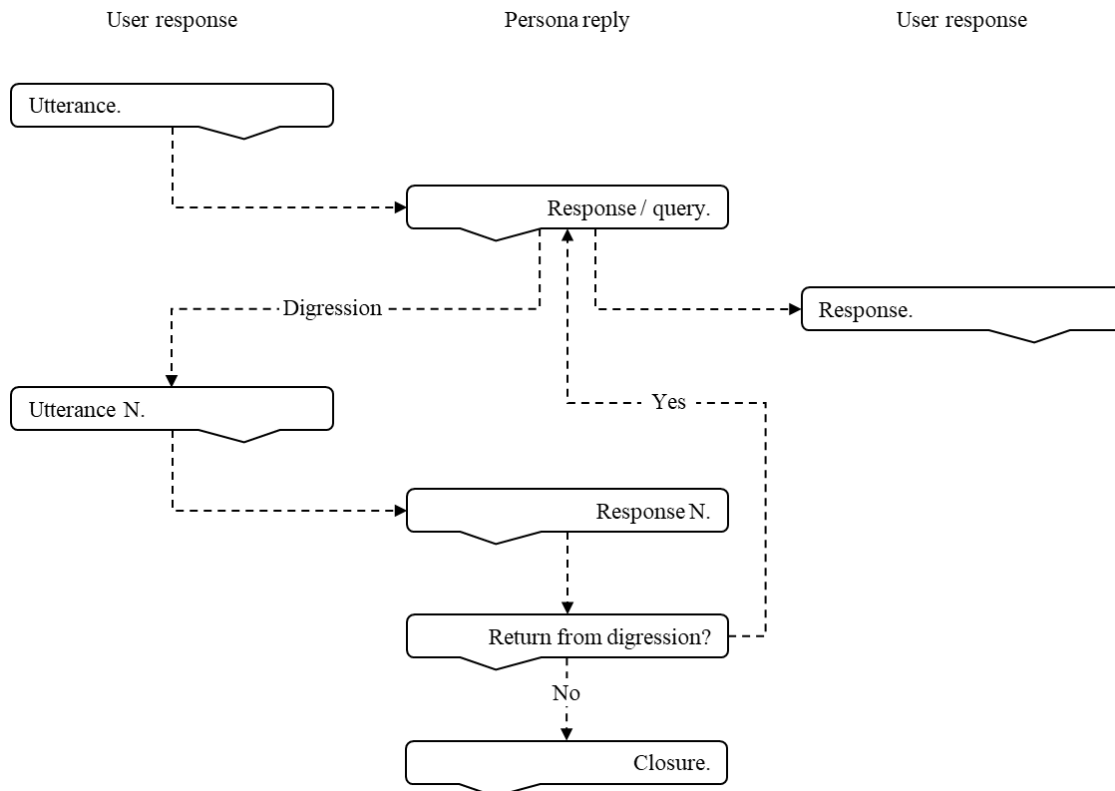 User response
Persona reply
User response
Utterance.
Response / query.
Digression
Response.
Utterance N.
Yes
Response N.
Return from digression?
No
Closure.